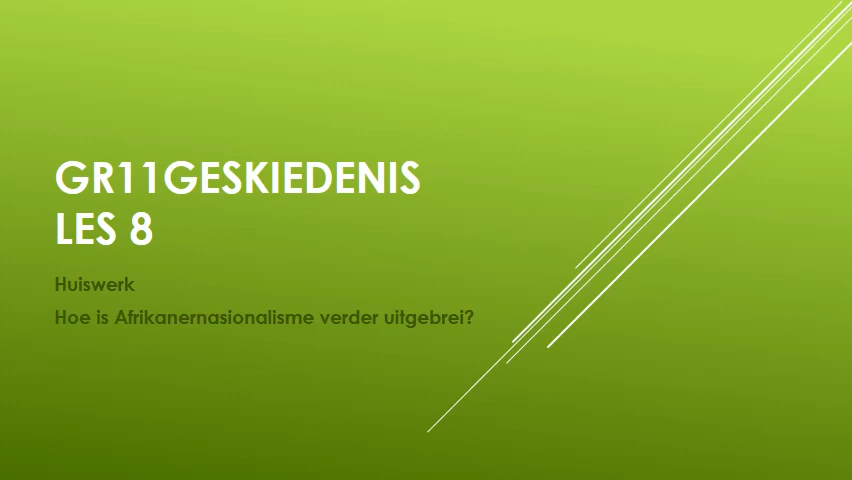 GR11GESKIEDENIS
LES 8
Huiswerk
Hoe is Afrikanernasionalisme verder uitgebrei?